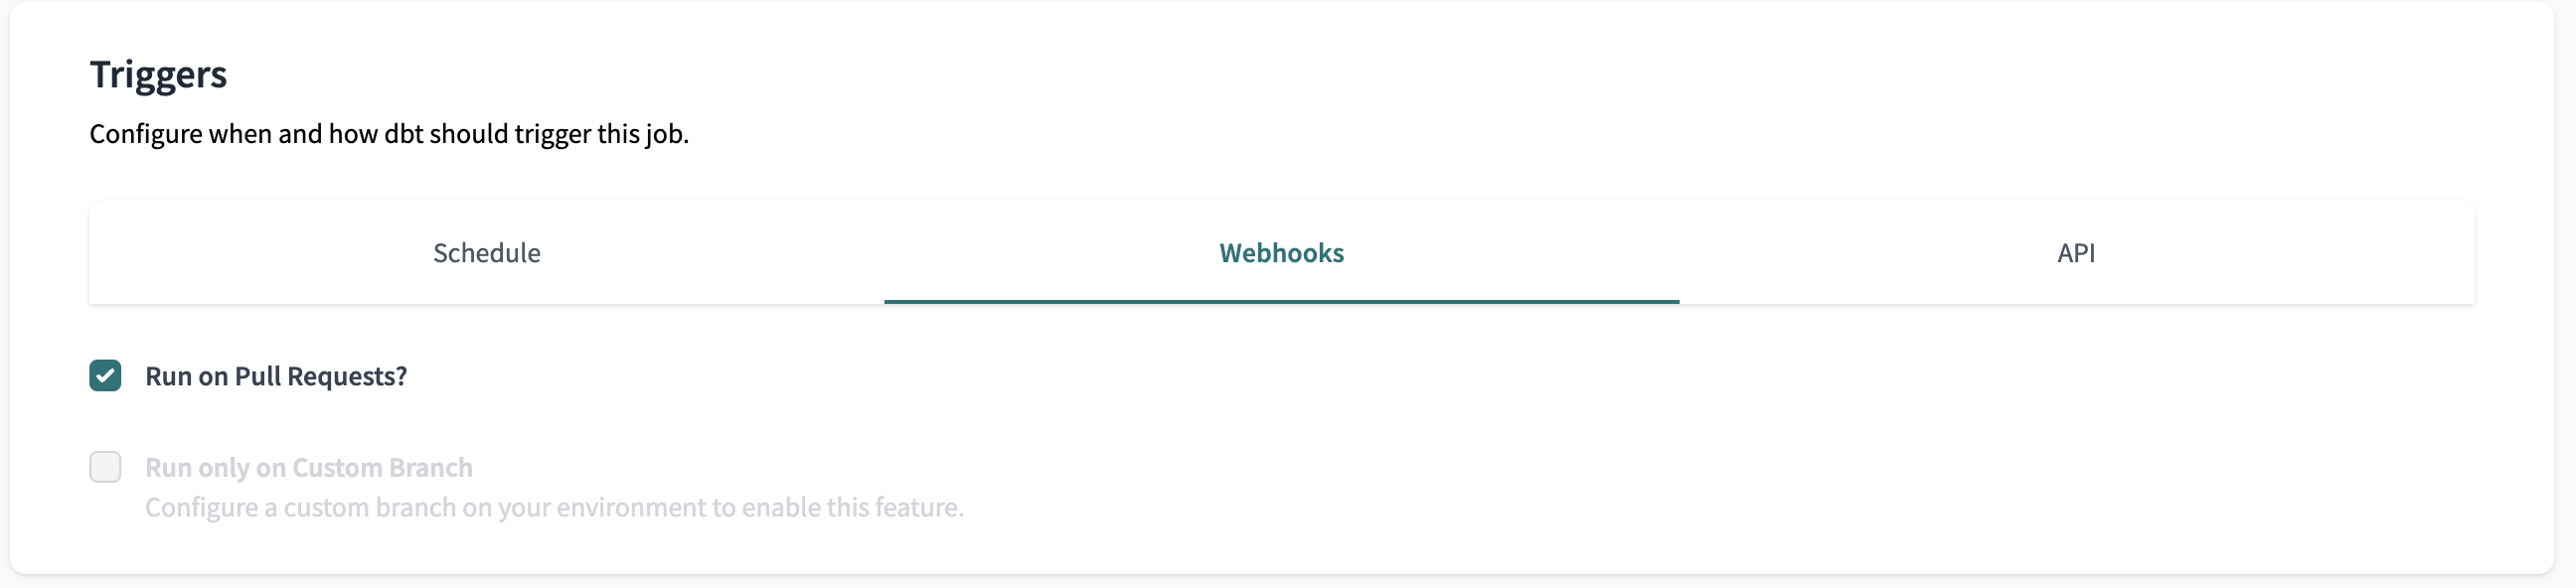 Triggers
Configure when and how dbt should trigger this job.
Schedule
Webhooks
API
Run on Pull Requests?
Run only on Custom Branch
Configure a custom branch on your environment to enable this feature.